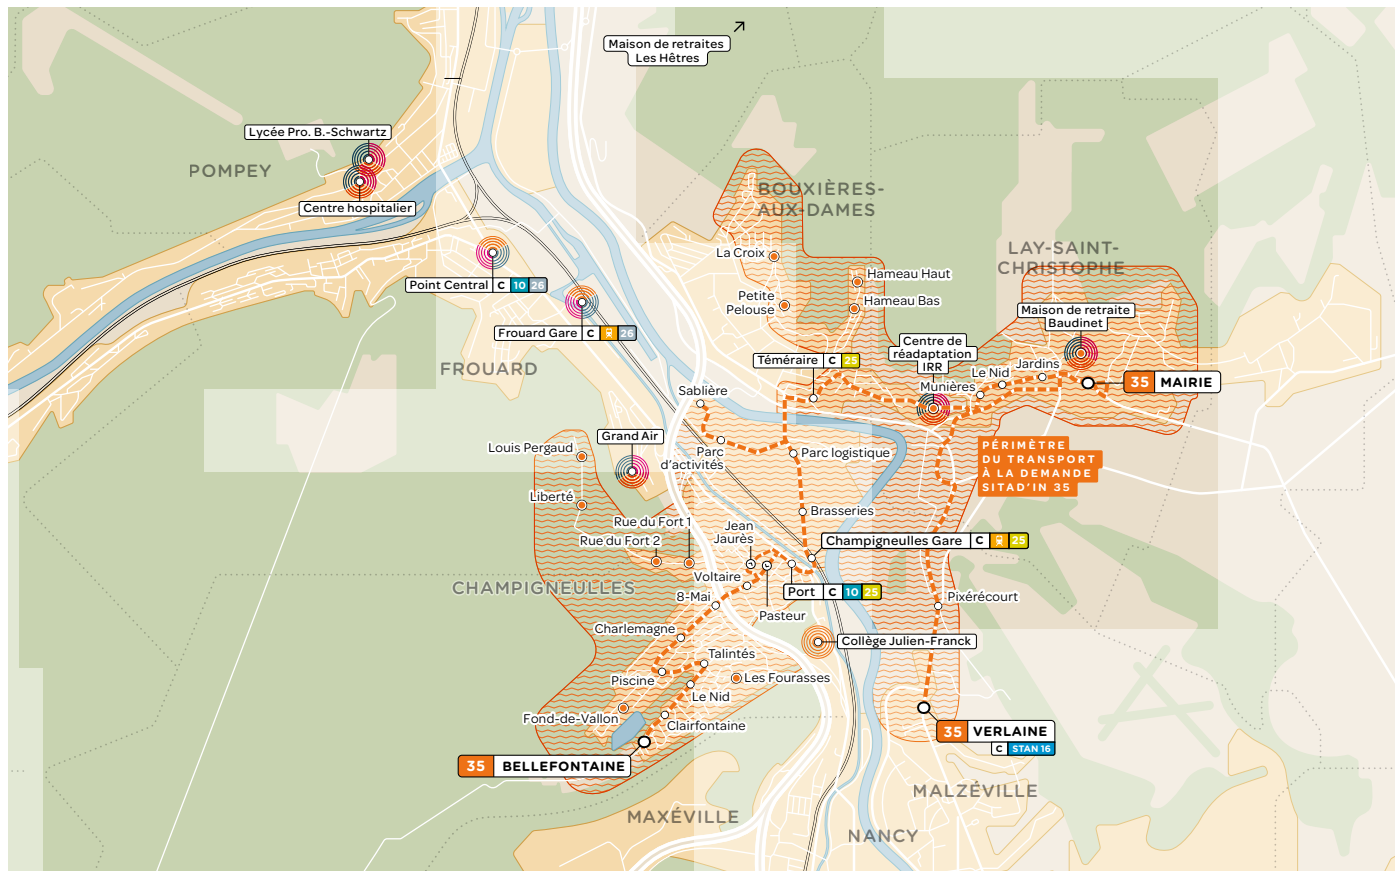 Maison de retraites
Les Hêtres
Lycée Pro. B.-Schwartz
POMPEY
Centre hospitalier
BOUXIÈRES-
AUX-DAMES
La Croix
LAY-SAINT-
CHRISTOPHE
Hameau Haut
Point Central C 10 26
Petite
Pelouse
Hameau Bas
Maison de retraite
Baudinet
Frouard Gare C 26
Centre de
réadaptation
IRR
FROUARD
Téméraire C 25
Jardins
Le Nid
Munières
35 MAIRIE
Sablière
Grand Air
Louis Pergaud
Parc
d'activités
Parc logistique
PÉRIMÈTRE
DU TRANSPORT
À LA DEMANDE
SITAD'IN 35
Liberté
Brasseries
Rue du Fort 1
Jean
Jaurès
Rue du Fort 2
Champigneulles Gare C 25
CHAMPIGNEULLES
Voltaire
8-Mai
Port C 10 25
Pixérécourt
Pasteur
Charlemagne
Collège Julien-Franck
Talintés
Piscine
Les Fourasses
Le Nid
Fond-de-Vallon
Clairfontaine
35 VERLAINE
C STAN 16
35 BELLEFONTAINE
MALZÉVILLE
MAXÉVILLE
NANCY